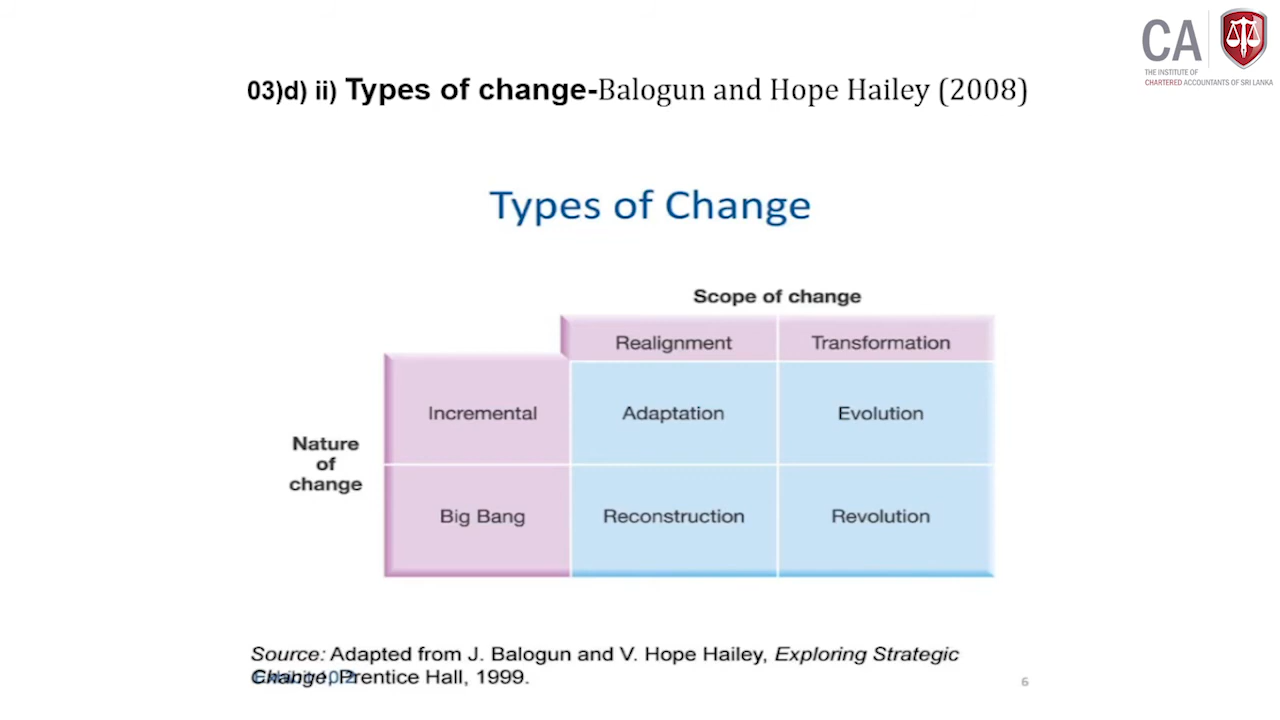 CA
THE INSTITUTE OF
CHARTERED ACCOUNTANTS OF SRI LANKA
03)d) ii) Types of change-Balogun and Hope Hailey (2008)
Types of Change
Scope of change
Realignment Transformation
Incremental Adaptation Evolution
Nature
of
change
Big Bang Reconstruction Revolution
Source: Adapted from J. Balogun and V. Hope Hailey, Exploring Strategic
Change, Prentice Hall, 1999.
6